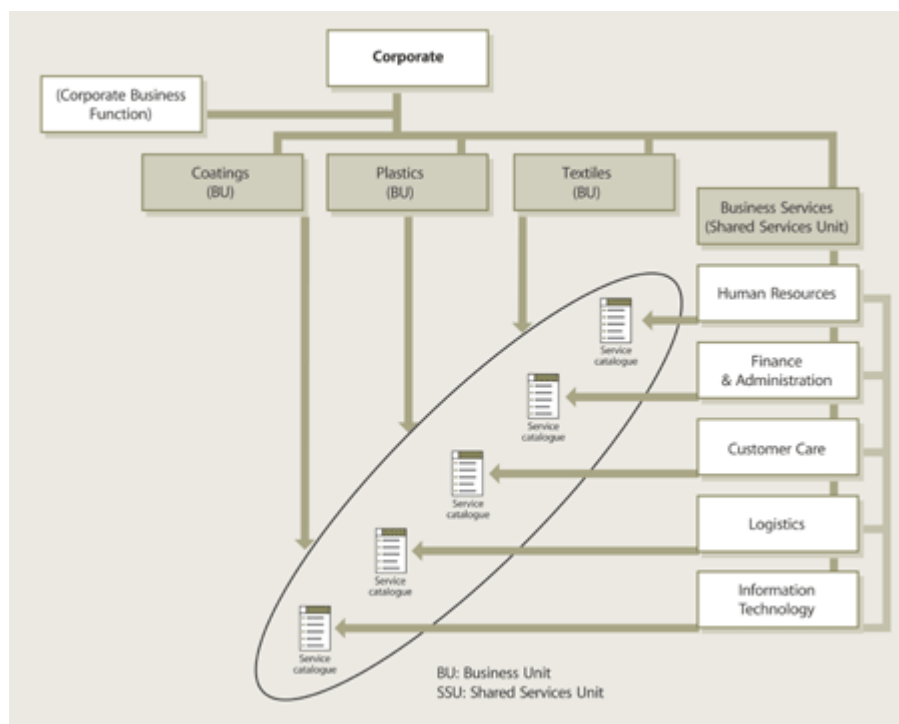 Corporate
(Corporate Business
Function)
Coatings
(BU)
Plastics
(BU)
Textiles
(BU)
Business Services
(Shared Services Unit)
Human Resources
Service
catalogue
Finance
& Administration
Service
catalogue
Customer Care
Service
catalogue
Logistics
Service
catalogue
Information
Technology
Service
catalogue
BU: Business Unit
SSU: Shared Services Unit